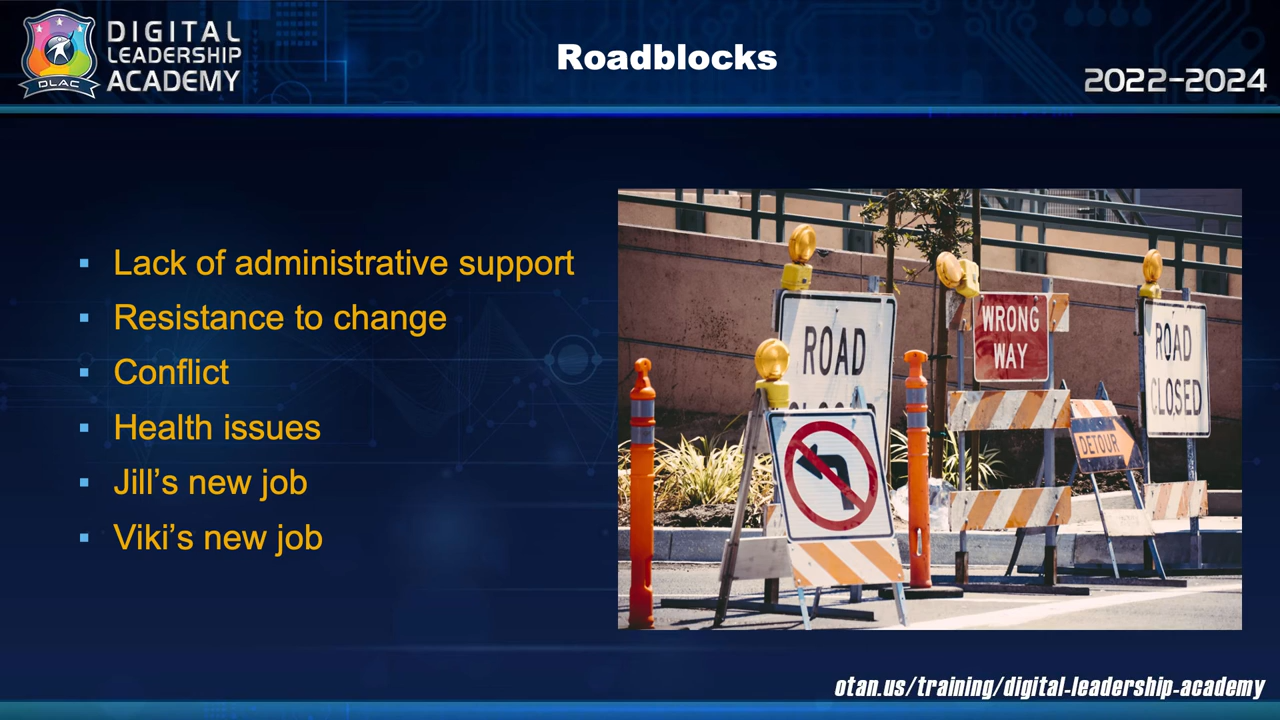 DIGITAL
LEADERSHIP
ACADEMY
DLAC
Roadblocks
2022-2024
▪ Lack of administrative support
▪ Resistance to change
▪ Conflict
▪ Health issues
▪ Jill’s new job
▪ Viki’s new job
ROAD
CLOSED
WRONG
WAY
ROAD
CLOSED
DETOUR
otan.us/training/digital-leadership-academy